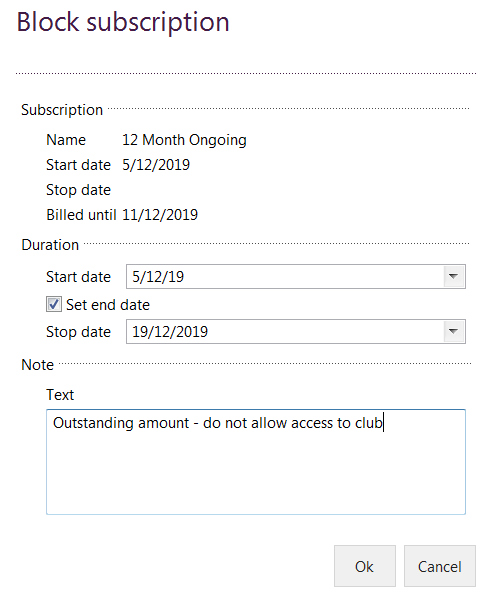 Block subscription
Subscription
Name 12 Month Ongoing
Start date 5/12/2019
Stop date
Billed until 11/12/2019
Duration
Start date 5/12/19
Set end date
Stop date 19/12/2019
Note
Text
Outstanding amount - do not allow access to club
Ok Cancel